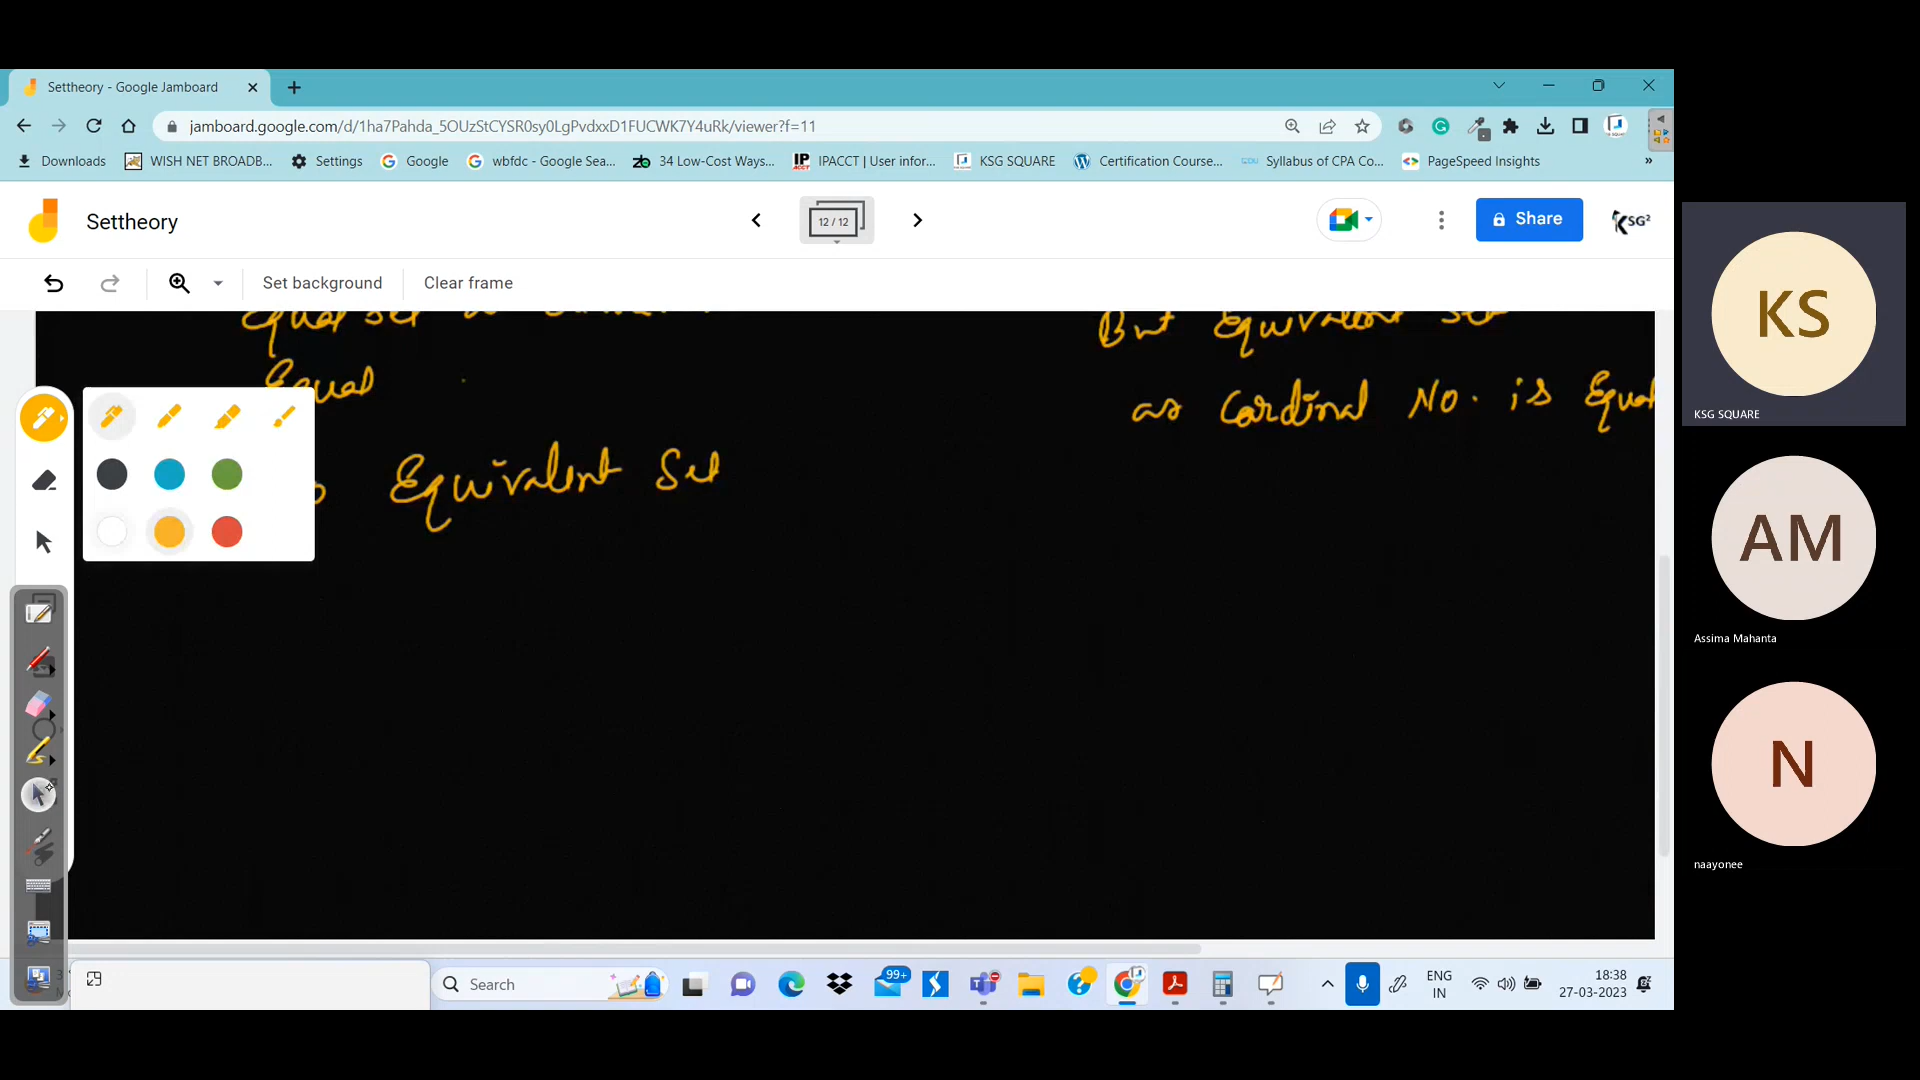 Settheory - Google Jamboard
jamboard.google.com/d/1ha7Pahda_5OUzStCYSR0sy0LgPvdxxD1FUCWK7Y4uRk/viewer?f=11
Downloads WISH NET BROADB... Settings Google wbfdc - Google Sea... 34 Low-Cost Ways... IPACCT | User infor... KSG SQUARE Certification Course... Syllabus of CPA Co... PageSpeed Insights »
Settheory 12 / 12 Share KSG²
Set background Clear frame
Equal set
But Equivalent
Equal
as Cardinal No. is Equal
Equivalent Set
KS
KSG SQUARE
AM
Assima Mahanta
N
naayonee
Search 99+ ENG IN 18:38 27-03-2023